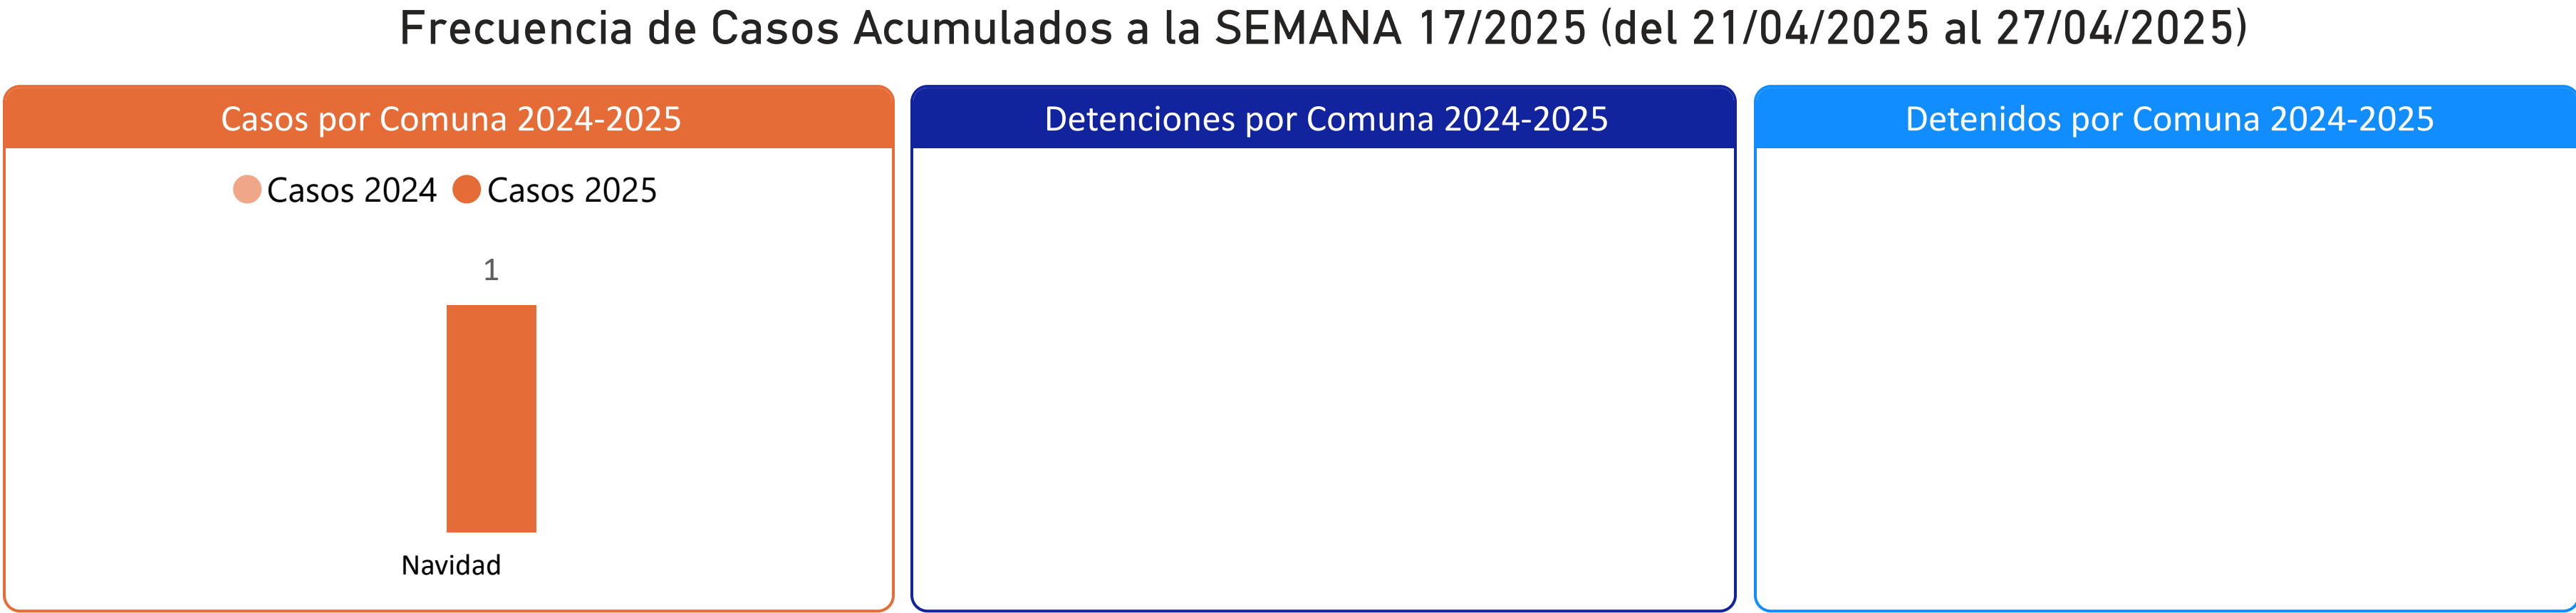 Frecuencia de Casos Acumulados a la SEMANA 17/2025 (del 21/04/2025 al 27/04/2025)
Casos por Comuna 2024-2025
Casos 2024 Casos 2025
1
Navidad
Detenciones por Comuna 2024-2025
Detenidos por Comuna 2024-2025